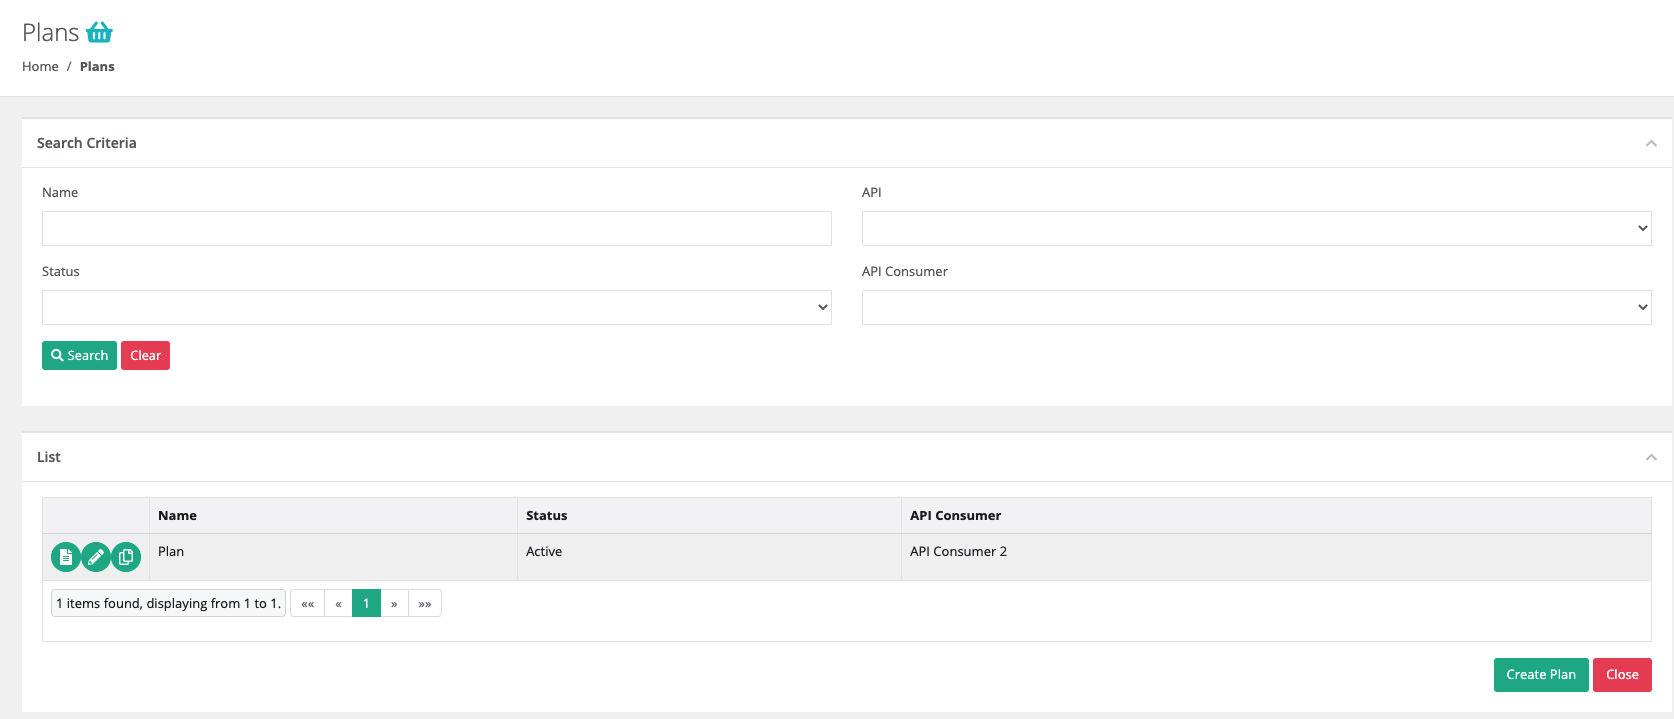 Plans
Home / Plans
Search Criteria
Name
API
Status
API Consumer
Search Clear
List
Name Status API Consumer
Plan Active API Consumer 2
1 items found, displaying from 1 to 1. «« « 1 » »»
Create Plan Close